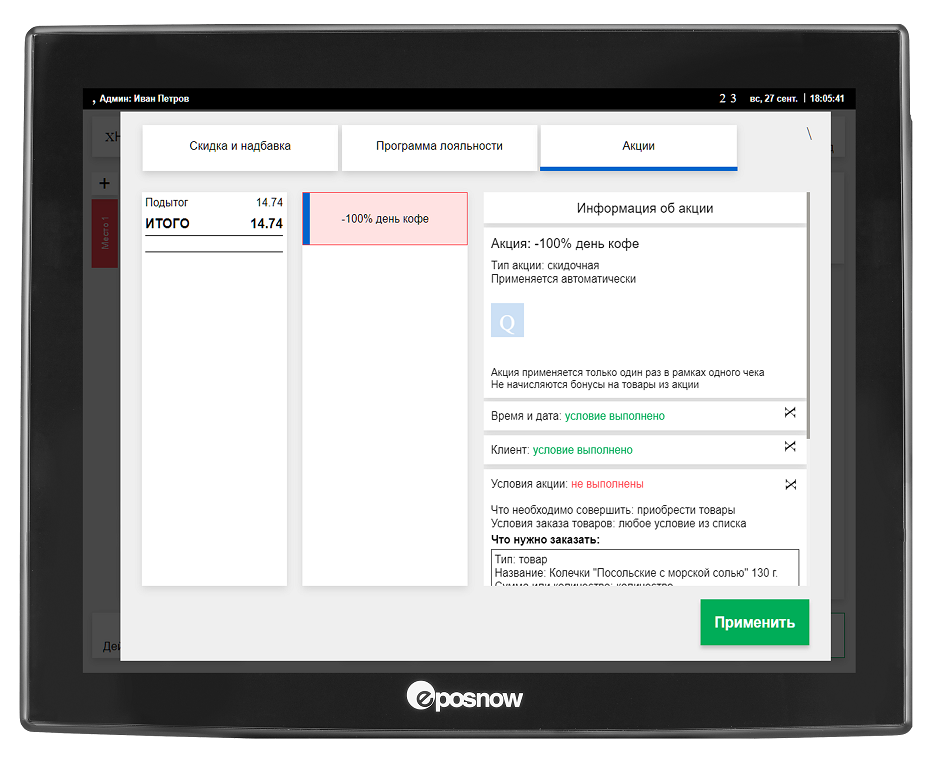 , Админ: Иван Петров
2 3 вс, 27 сент. | 18:05:41
Скидка и надбавка
Программа лояльности
Акции
\
+
Место 1
Подытог 14.74
ИТОГО 14.74
-100% день кофе
Информация об акции
Акция: -100% день кофе
Тип акции: скидочная
Применяется автоматически
Q
Акция применяется только один раз в рамках одного чека
Не начисляются бонусы на товары из акции
Время и дата: условие выполнено
Клиент: условие выполнено
Условия акции: не выполнены
Что необходимо совершить: приобрести товары
Условия заказа товаров: любое условие из списка
Что нужно заказать:
Тип: товар
Название: Колечки "Посольские с морской солью" 130 г.
Сумма или количество: количество
Применить
eposnow